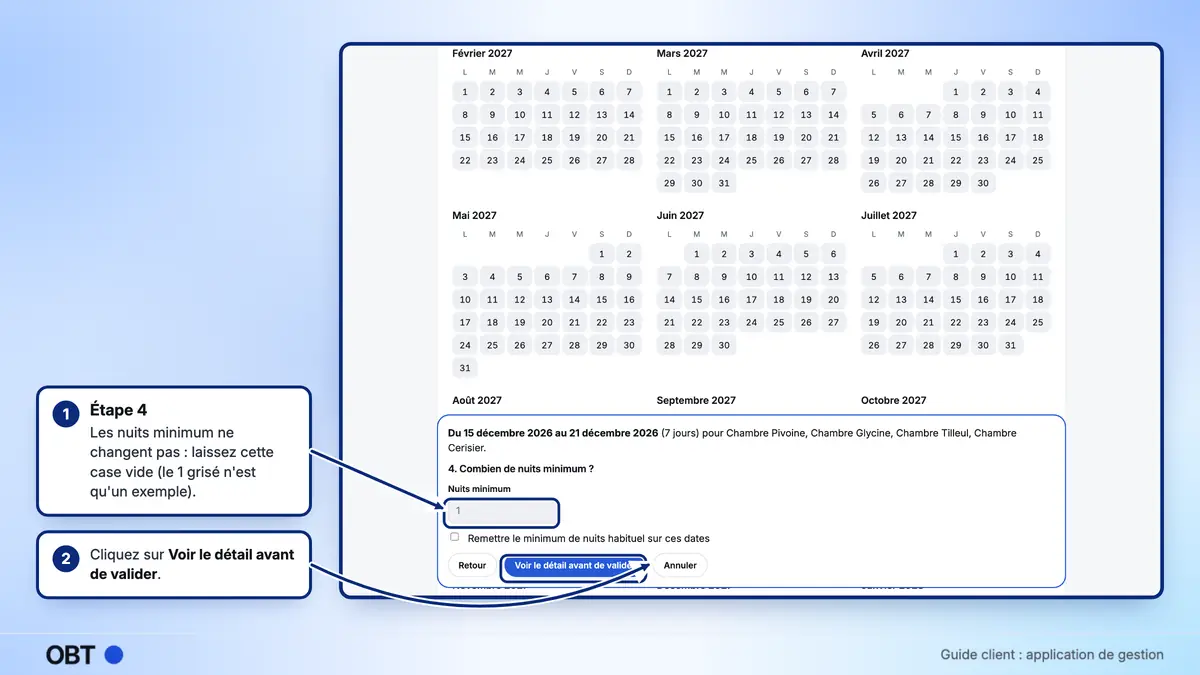 Février 2027
L M M J V S D
1 2 3 4 5 6 7
8 9 10 11 12 13 14
15 16 17 18 19 20 21
22 23 24 25 26 27 28
Mars 2027
L M M J V S D
1 2 3 4 5 6 7
8 9 10 11 12 13 14
15 16 17 18 19 20 21
22 23 24 25 26 27 28
29 30 31
Avril 2027
L M M J V S D
1 2 3 4
5 6 7 8 9 10 11
12 13 14 15 16 17 18
19 20 21 22 23 24 25
26 27 28 29 30
Mai 2027
L M M J V S D
1 2
3 4 5 6 7 8 9
10 11 12 13 14 15 16
17 18 19 20 21 22 23
24 25 26 27 28 29 30
31
Juin 2027
L M M J V S D
1 2 3 4 5 6
7 8 9 10 11 12 13
14 15 16 17 18 19 20
21 22 23 24 25 26 27
28 29 30
Juillet 2027
L M M J V S D
1 2 3 4
5 6 7 8 9 10 11
12 13 14 15 16 17 18
19 20 21 22 23 24 25
26 27 28 29 30 31
Août 2027
Septembre 2027
Octobre 2027
Du 15 décembre 2026 au 21 décembre 2026 (7 jours) pour Chambre Pivoine, Chambre Glycine, Chambre Tilleul, Chambre
Cerisier.
4. Combien de nuits minimum ?
Nuits minimum
1
Remettre le minimum de nuits habituel sur ces dates
Retour
Voir le détail avant de valider
Annuler
1
Étape 4
Les nuits minimum ne
changent pas : laissez cette
case vide (le 1 grisé n'est
qu'un exemple).
2
Cliquez sur Voir le détail avant
de valider.
OBT
Guide client : application de gestion